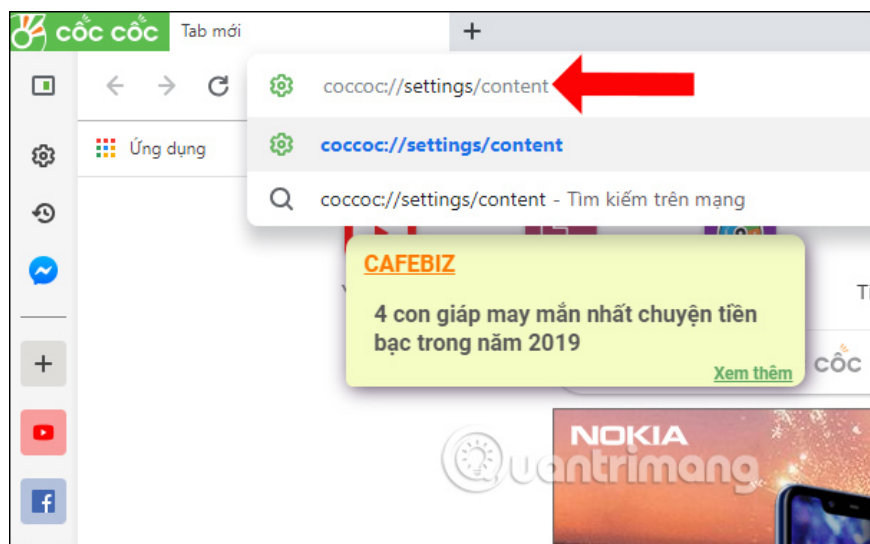 cốc cốc Tab mới
coccoc://settings/content
Ứng dụng
coccoc://settings/content
coccoc://settings/content - Tìm kiếm trên mạng
CAFEBIZ
4 con giáp may mắn nhất chuyện tiền
bạc trong năm 2019
Xem thêm
cốc
NOKIA
Quantrimang